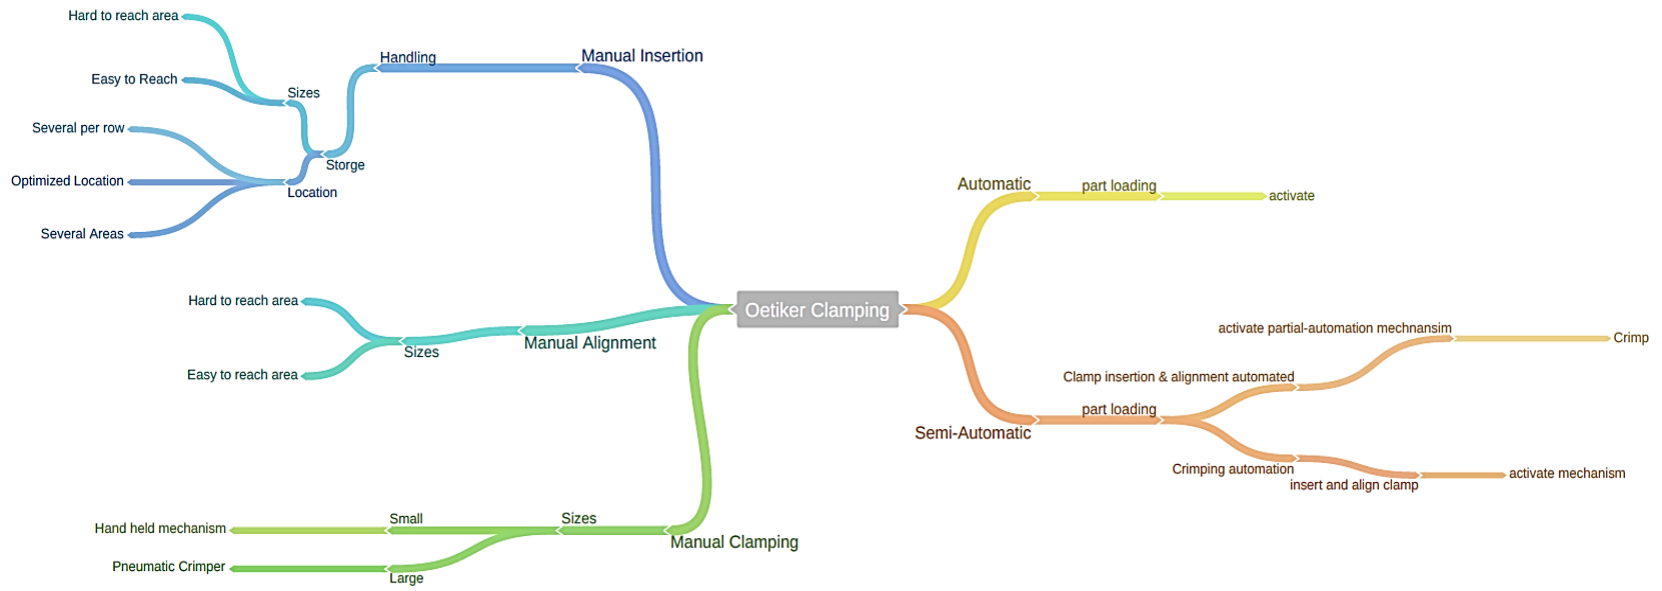 Hard to reach area
Easy to Reach
Sizes
Several per row
Optimized Location
Several Areas
Location
Storge
Handling
Manual Insertion
Hard to reach area
Easy to reach area
Sizes
Manual Alignment
Hand held mechanism
Small
Pneumatic Crimper
Large
Sizes
Manual Clamping
Oetiker Clamping
Automatic
part loading
activate
Semi-Automatic
part loading
Clamp insertion & alignment automated
activate partial-automation mechnansim
Crimp
Crimping automation
insert and align clamp
activate mechanism